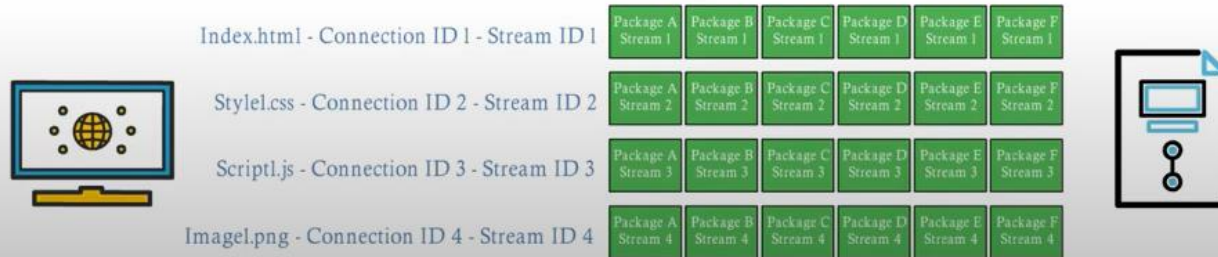 Index.html - Connection ID 1 - Stream ID 1
Package A Package B Package C Package D Package E Package F
Stream 1 Stream 1 Stream 1 Stream 1 Stream 1 Stream 1
Style1.css - Connection ID 2 - Stream ID 2
Package A Package B Package C Package D Package E Package F
Stream 2 Stream 2 Stream 2 Stream 2 Stream 2 Stream 2
Script1.js - Connection ID 3 - Stream ID 3
Package A Package B Package C Package D Package E Package F
Stream 3 Stream 3 Stream 3 Stream 3 Stream 3 Stream 3
Image1.png - Connection ID 4 - Stream ID 4
Package A Package B Package C Package D Package E Package F
Stream 4 Stream 4 Stream 4 Stream 4 Stream 4 Stream 4